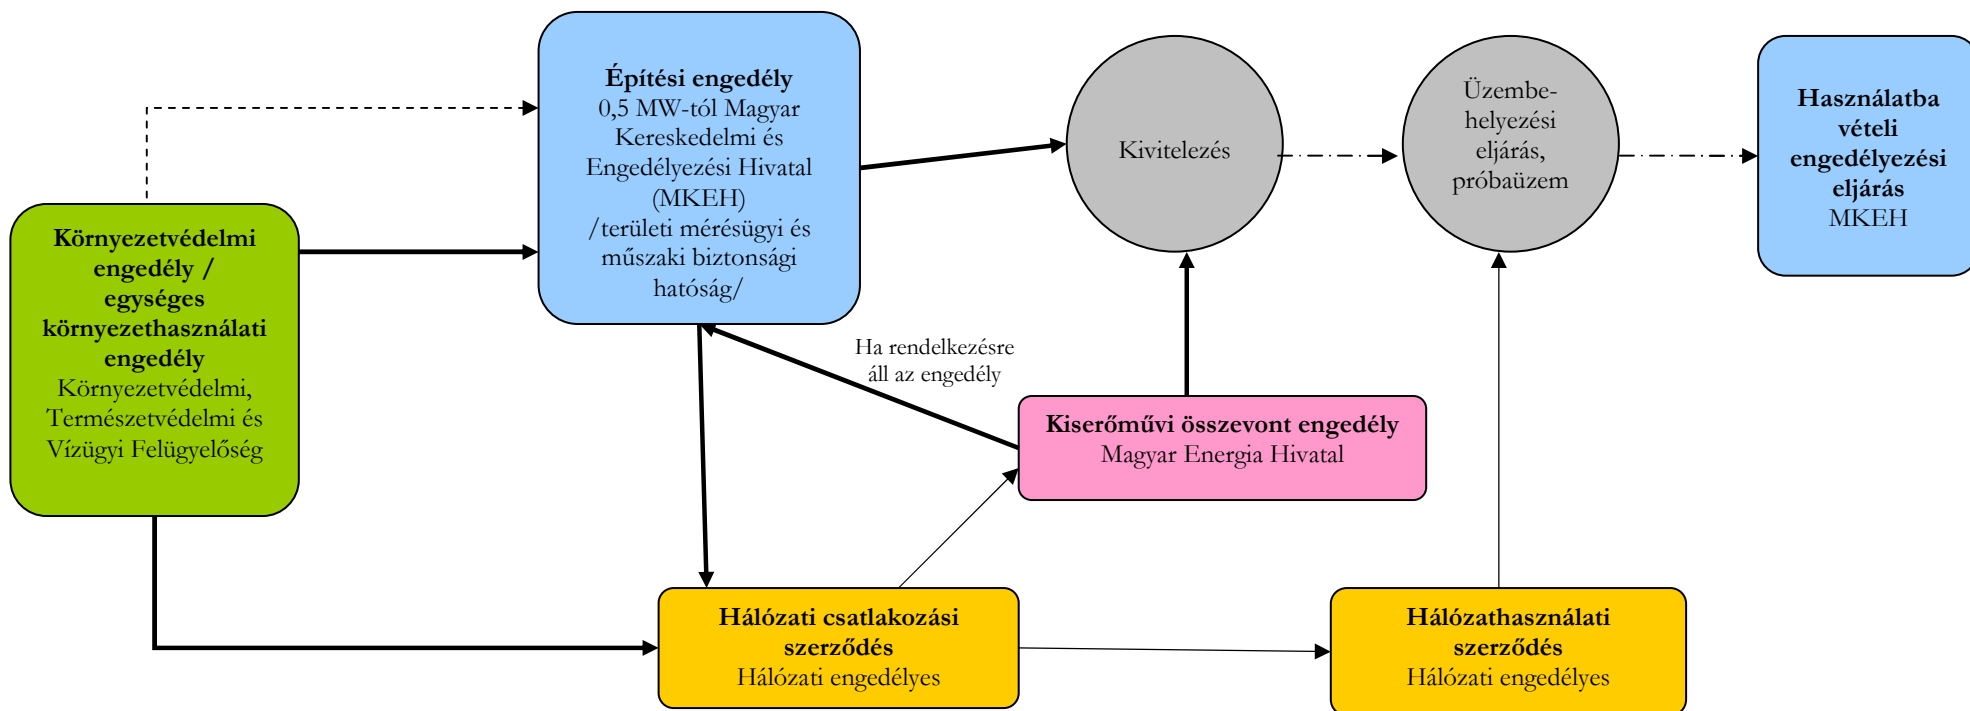 Építési engedély
0,5 MW-tól Magyar
Kereskedelmi és
Engedélyezési Hivatal
(MKEH)
/területi mérésügyi és
műszaki biztonsági
hatóság/
Kivitelezés
Üzembe-
helyezési
eljárás,
próbaüzem
Használatba
vételi
engedélyezési
eljárás
MKEH
Környezetvédelmi
engedély /
egységes
környezethasználati
engedély
Környezetvédelmi,
Természetvédelmi és
Vízügyi Felügyelőség
Ha rendelkezésre
áll az engedély
Kiserőművi összevont engedély
Magyar Energia Hivatal
Hálózati csatlakozási
szerződés
Hálózati engedélyes
Hálózathasználati
szerződés
Hálózati engedélyes